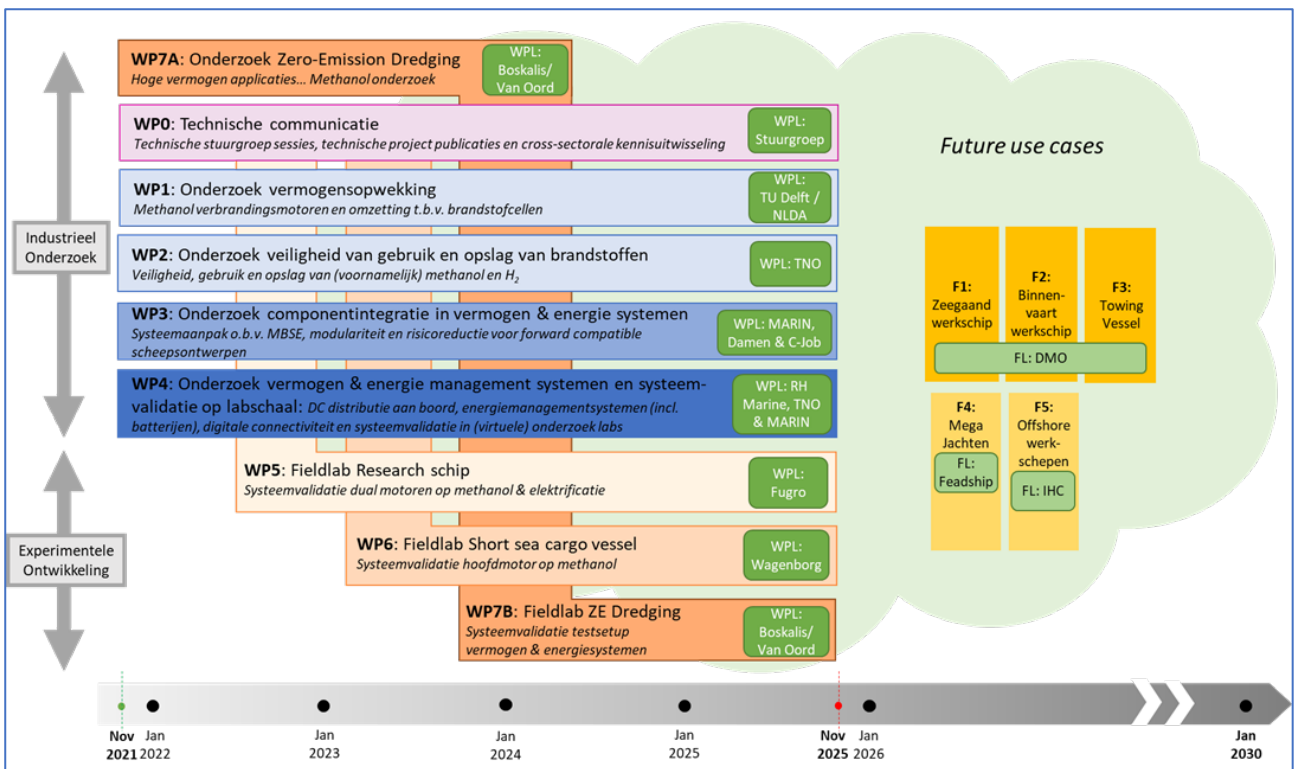 WP7A: Onderzoek Zero-Emission Dredging
Hoge vermogen applicaties... Methanol onderzoek
WPL:
Boskalis/
Van Oord
WP0: Technische communicatie
Technische stuurgroep sessies, technische project publicaties en cross-sectorale kennisuitwisseling
WPL:
Stuurgroep
WP1: Onderzoek vermogensopwekking
Methanol verbrandingsmotoren en omzetting t.b.v. brandstofcellen
WPL:
TU Delft /
NLDA
WP2: Onderzoek veiligheid van gebruik en opslag van brandstoffen
Veiligheid, gebruik en opslag van (voornamelijk) methanol en H2
WPL: TNO
WP3: Onderzoek componentintegratie in vermogen & energie systemen
Systeemaanpak o.b.v. MBSE, modulariteit en risicoreductie voor forward compatible
scheepsontwerpen
WPL: MARIN,
Damen & C-Job
WP4: Onderzoek vermogen & energie management systemen en systeem-
validatie op labschaal: DC distributie aan boord, energiemanagementsystemen (incl.
batterijen), digitale connectiviteit en systeemvalidatie in (virtuele) onderzoek labs
WPL: RH
Marine, TNO
& MARIN
WP5: Fieldlab Research schip
Systeemvalidatie dual motoren op methanol & elektrificatie
WPL:
Fugro
WP6: Fieldlab Short sea cargo vessel
Systeemvalidatie hoofdmotor op methanol
WPL:
Wagenborg
WP7B: Fieldlab ZE Dredging
Systeemvalidatie testsetup
vermogen & energiesystemen
WPL:
Boskalis/
Van Oord
Industrieel
Onderzoek
Experimentele
Ontwikkeling
Future use cases
F1:
Zeegaand
werkschip
F2:
Binnen-
vaart
werkschip
F3:
Towing
Vessel
FL: DMO
F4:
Mega
Jachten
FL:
Feadship
F5:
Offshore
werk-
schepen
FL: IHC
Nov
2021
Jan
2022
Jan
2023
Jan
2024
Jan
2025
Nov
2025
Jan
2026
Jan
2030